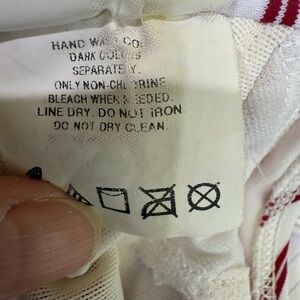 HAND WASH COLD
DARK COLORS
SEPARATELY.
ONLY NON-CHLORINE
BLEACH WHEN NEEDED.
LINE DRY. DO NOT IRON.
DO NOT DRY CLEAN.